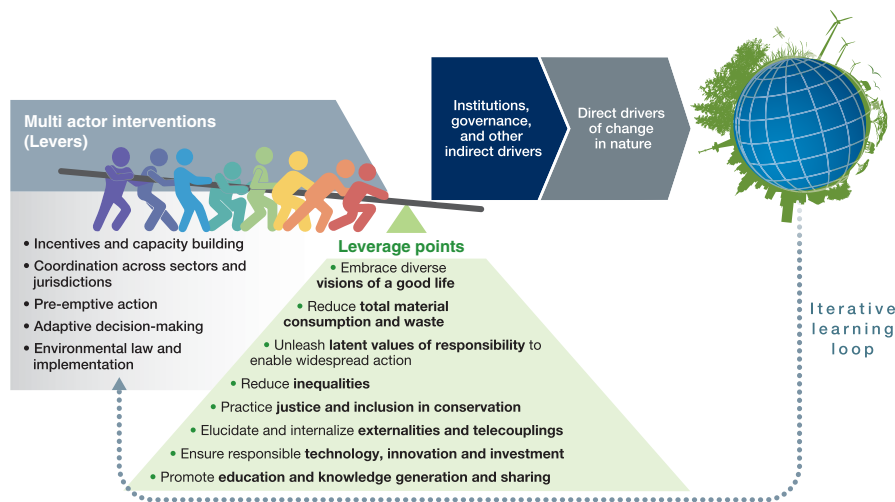 Multi actor interventions
(Levers)
• Incentives and capacity building
• Coordination across sectors and
jurisdictions
• Pre-emptive action
• Adaptive decision-making
• Environmental law and
implementation
Institutions,
governance,
and other
indirect drivers
Direct drivers
of change
in nature
Leverage points
• Embrace diverse
visions of a good life
• Reduce total material
consumption and waste
• Unleash latent values of responsibility to
enable widespread action
• Reduce inequalities
• Practice justice and inclusion in conservation
• Elucidate and internalize externalities and telecouplings
• Ensure responsible technology, innovation and investment
• Promote education and knowledge generation and sharing
Iterative
learning
loop